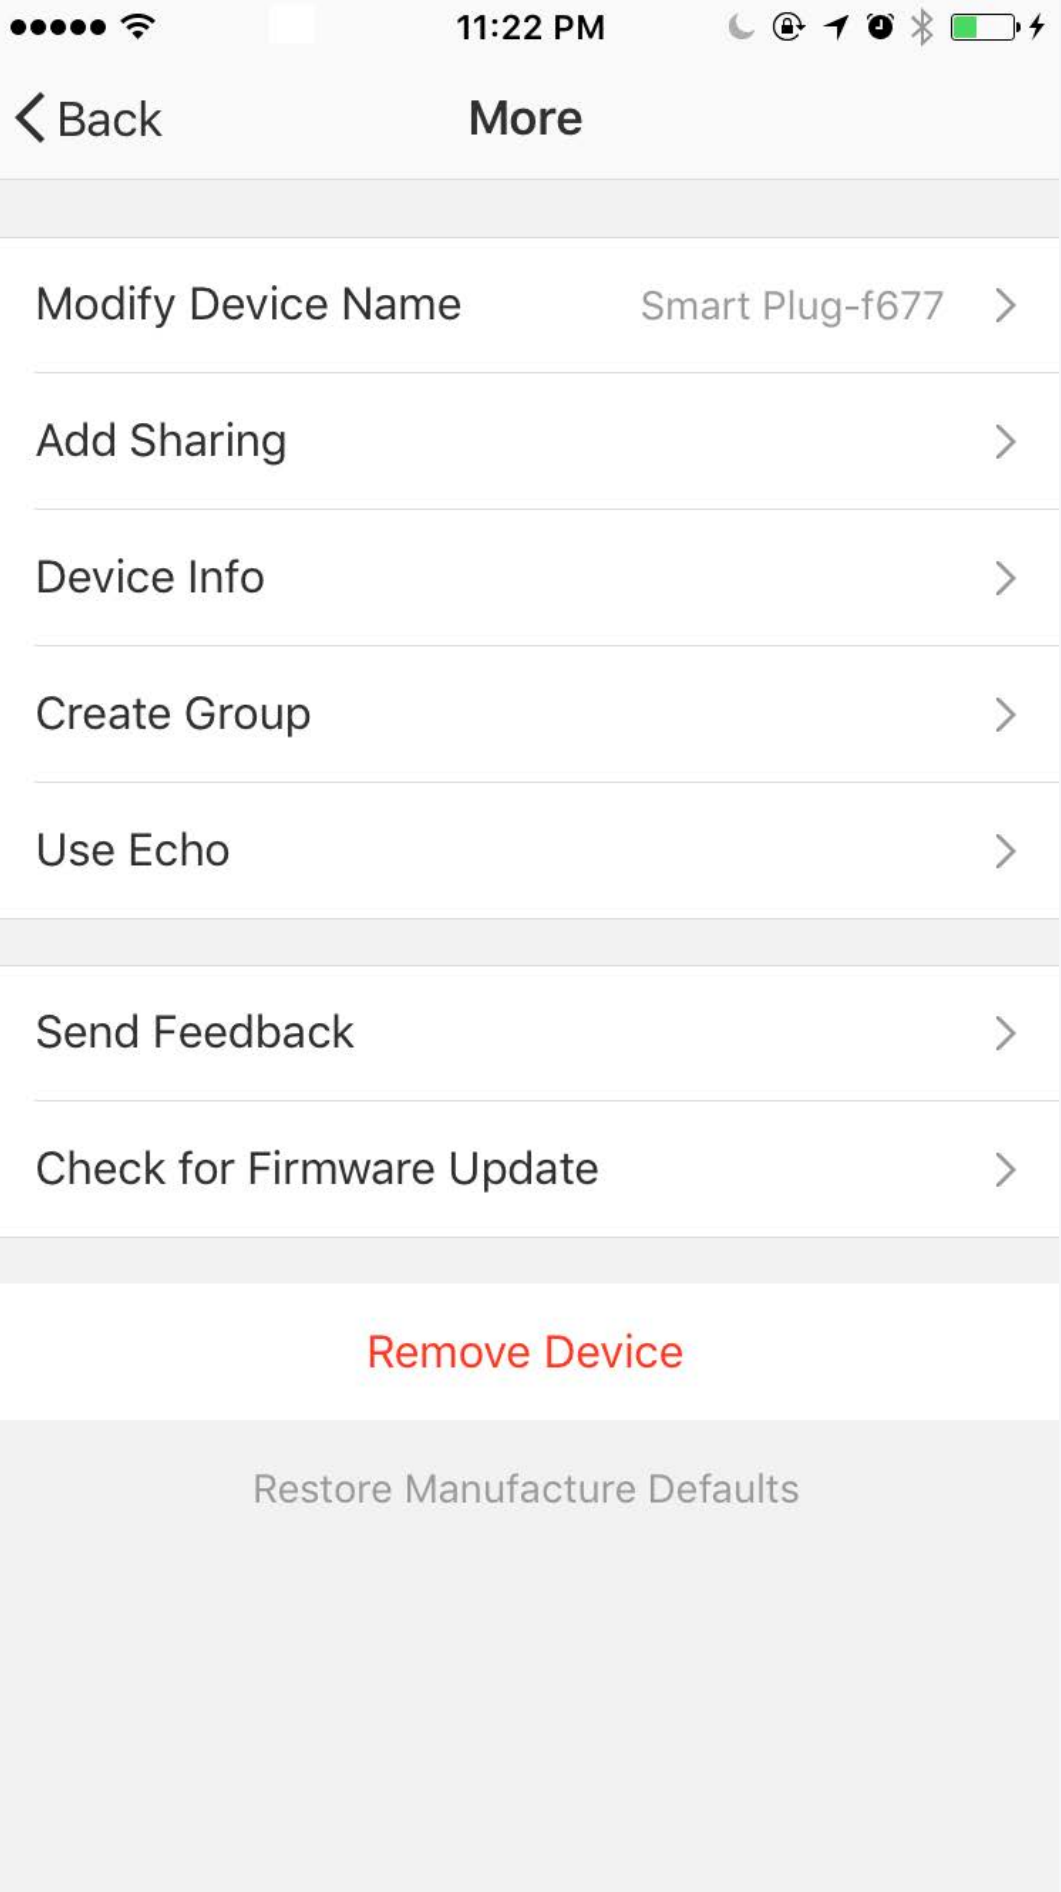 11:22 PM
Back
More
Modify Device Name
Smart Plug-f677
Add Sharing
Device Info
Create Group
Use Echo
Send Feedback
Check for Firmware Update
Remove Device
Restore Manufacture Defaults